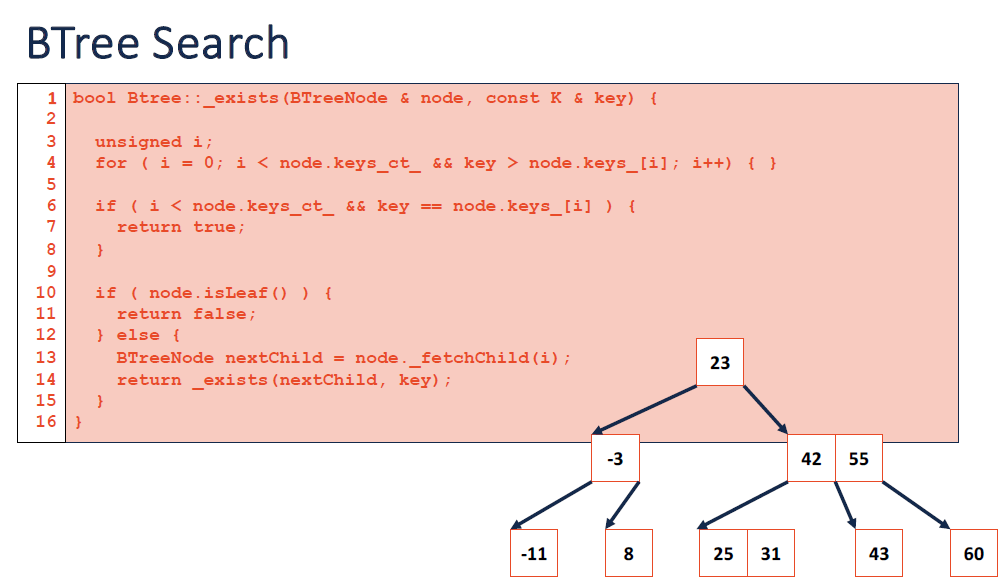 BTree Search
1 bool Btree::_exists(BTreeNode & node, const K & key) {
2
3   unsigned i;
4   for ( i = 0; i < node.keys_ct_ && key > node.keys_[i]; i++) { }
5
6   if ( i < node.keys_ct_ && key == node.keys_[i] ) {
7     return true;
8   }
9
10   if ( node.isLeaf() ) {
11     return false;
12   } else {
13     BTreeNode nextChild = node._fetchChild(i);
14     return _exists(nextChild, key);
15   }
16 }
23
-3 42 55
-11 8 25 31 43 60